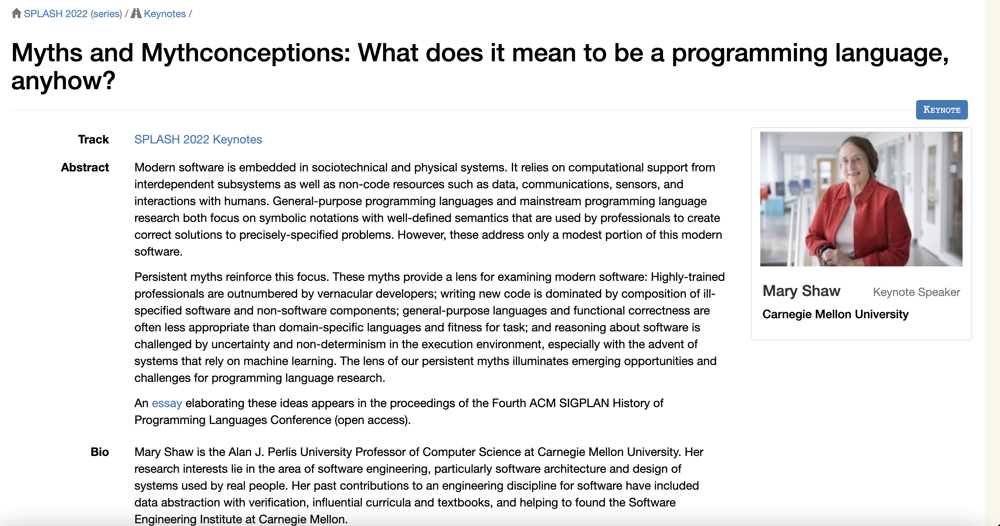 SPLASH 2022 (series) / Keynotes /
Myths and Mythconceptions: What does it mean to be a programming language,
anyhow?
KEYNOTE
Track
SPLASH 2022 Keynotes
Abstract
Modern software is embedded in sociotechnical and physical systems. It relies on computational support from
interdependent subsystems as well as non-code resources such as data, communications, sensors, and
interactions with humans. General-purpose programming languages and mainstream programming language
research both focus on symbolic notations with well-defined semantics that are used by professionals to create
correct solutions to precisely-specified problems. However, these address only a modest portion of this modern
software.
Persistent myths reinforce this focus. These myths provide a lens for examining modern software: Highly-trained
professionals are outnumbered by vernacular developers; writing new code is dominated by composition of ill-
specified software and non-software components; general-purpose languages and functional correctness are
often less appropriate than domain-specific languages and fitness for task; and reasoning about software is
challenged by uncertainty and non-determinism in the execution environment, especially with the advent of
systems that rely on machine learning. The lens of our persistent myths illuminates emerging opportunities and
challenges for programming language research.
An essay elaborating these ideas appears in the proceedings of the Fourth ACM SIGPLAN History of
Programming Languages Conference (open access).
Bio
Mary Shaw is the Alan J. Perlis University Professor of Computer Science at Carnegie Mellon University. Her
research interests lie in the area of software engineering, particularly software architecture and design of
systems used by real people. Her past contributions to an engineering discipline for software have included
data abstraction with verification, influential curricula and textbooks, and helping to found the Software
Engineering Institute at Carnegie Mellon.
Mary Shaw
Keynote Speaker
Carnegie Mellon University